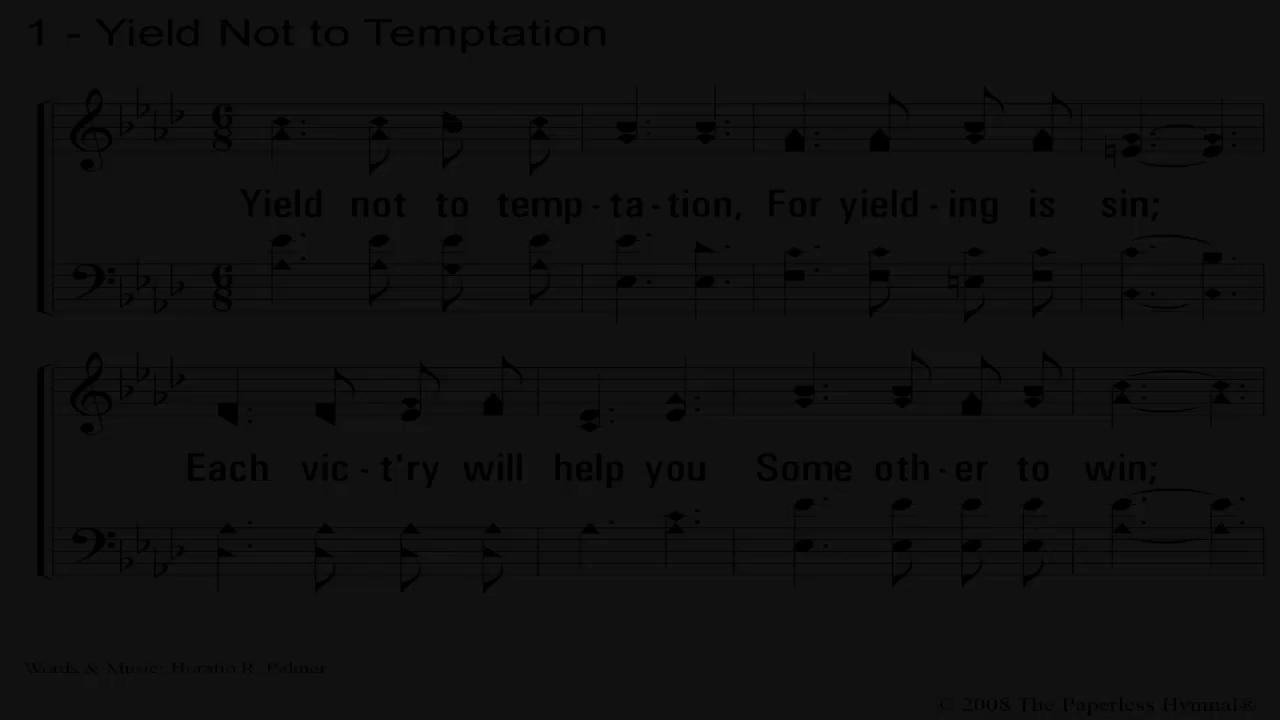 1 - Yield Not to Temptation
Yield not to temp - ta - tion, For yield - ing is sin;
Each vic - t'ry will help you Some oth - er to win;
Words & Music: Horatio R. Palmer
© 2008 The Paperless Hymnal®